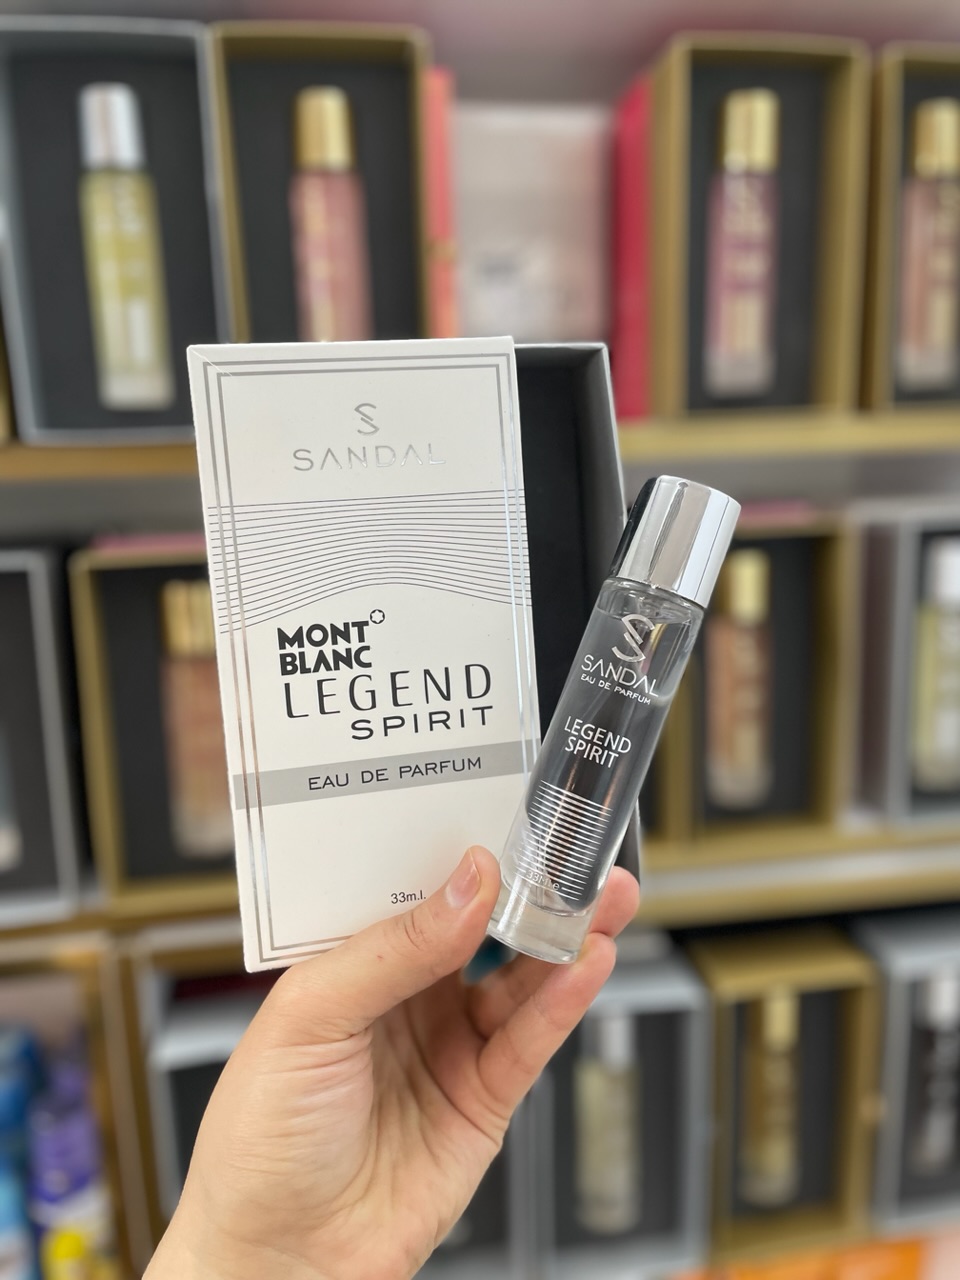 SANDAL
MONT
BLANC
LEGEND
SPIRIT
EAU DE PARFUM
33m.l.
SANDAL
EAU DE PARFUM
LEGEND
SPIRIT